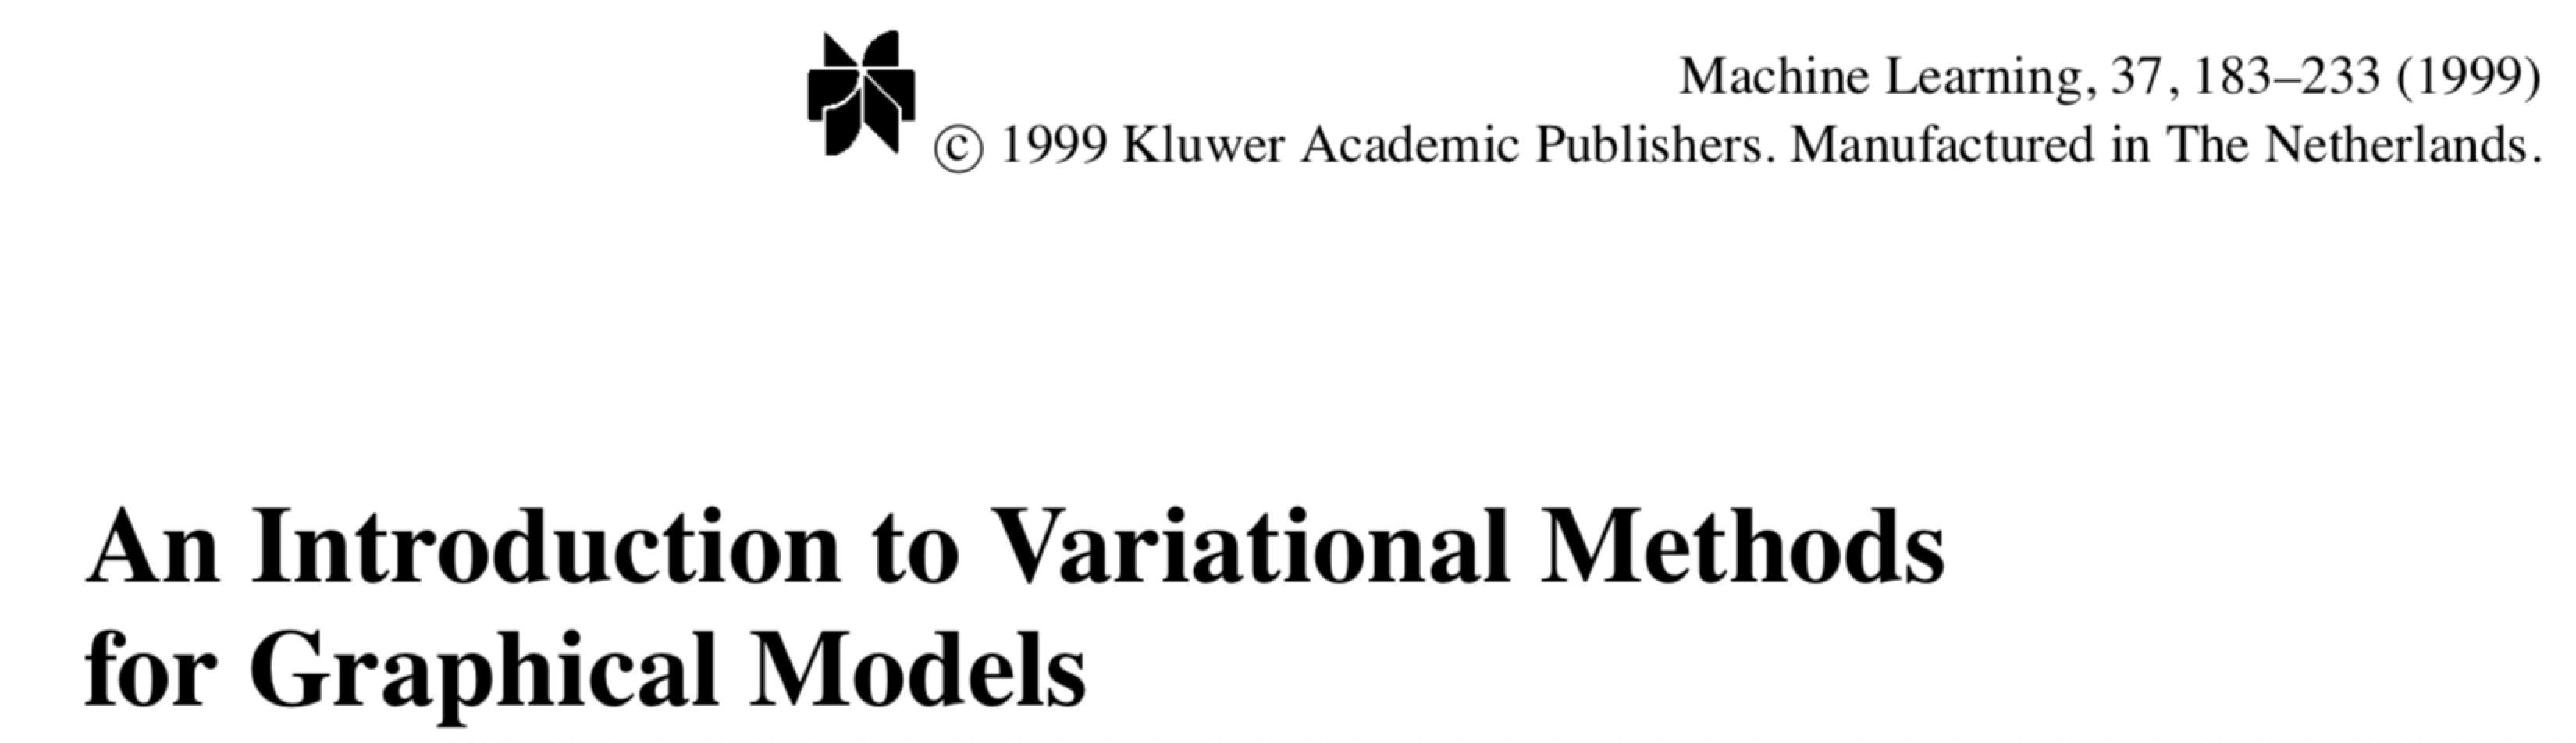 Machine Learning, 37, 183–233 (1999)
© 1999 Kluwer Academic Publishers. Manufactured in The Netherlands.
An Introduction to Variational Methods
for Graphical Models